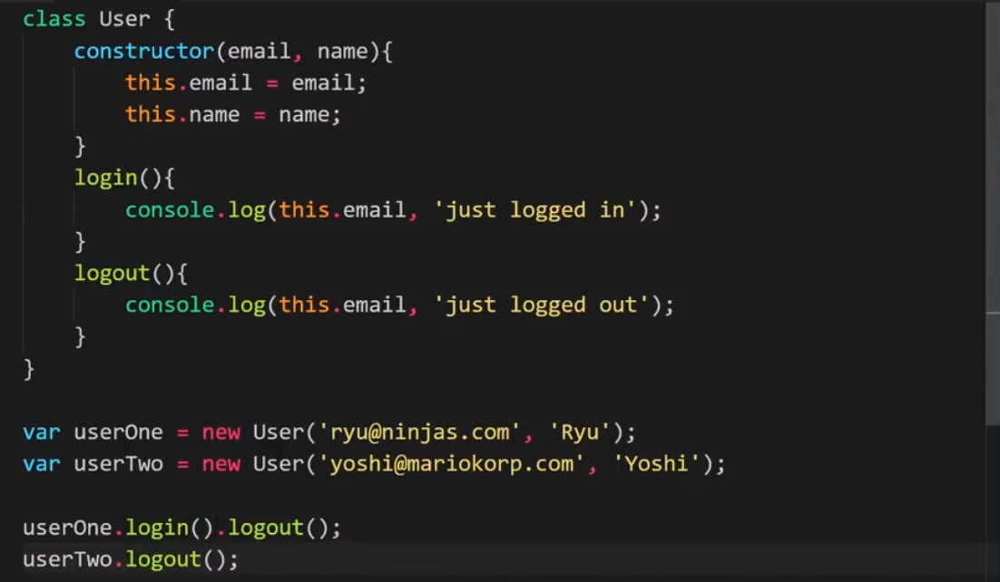 class User {
    constructor(email, name){
        this.email = email;
        this.name = name;
    }
    login(){
        console.log(this.email, 'just logged in');
    }
    logout(){
        console.log(this.email, 'just logged out');
    }
}

var userOne = new User('ryu@ninjas.com', 'Ryu');
var userTwo = new User('yoshi@mariokorp.com', 'Yoshi');

userOne.login().logout();
userTwo.logout();